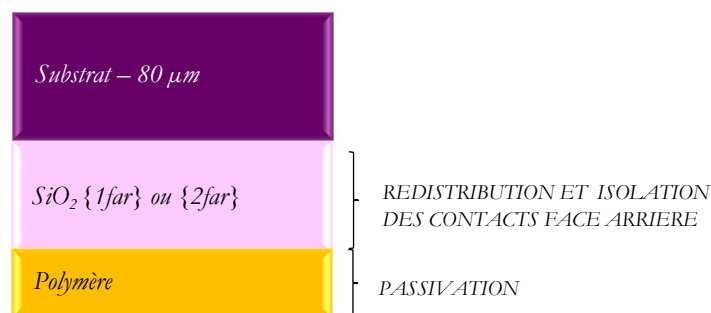 Substrat – 80 μm
SiO₂ {1far} ou {2far}
REDISTRIBUTION ET ISOLATION
DES CONTACTS FACE ARRIERE
Polymère
PASSIVATION